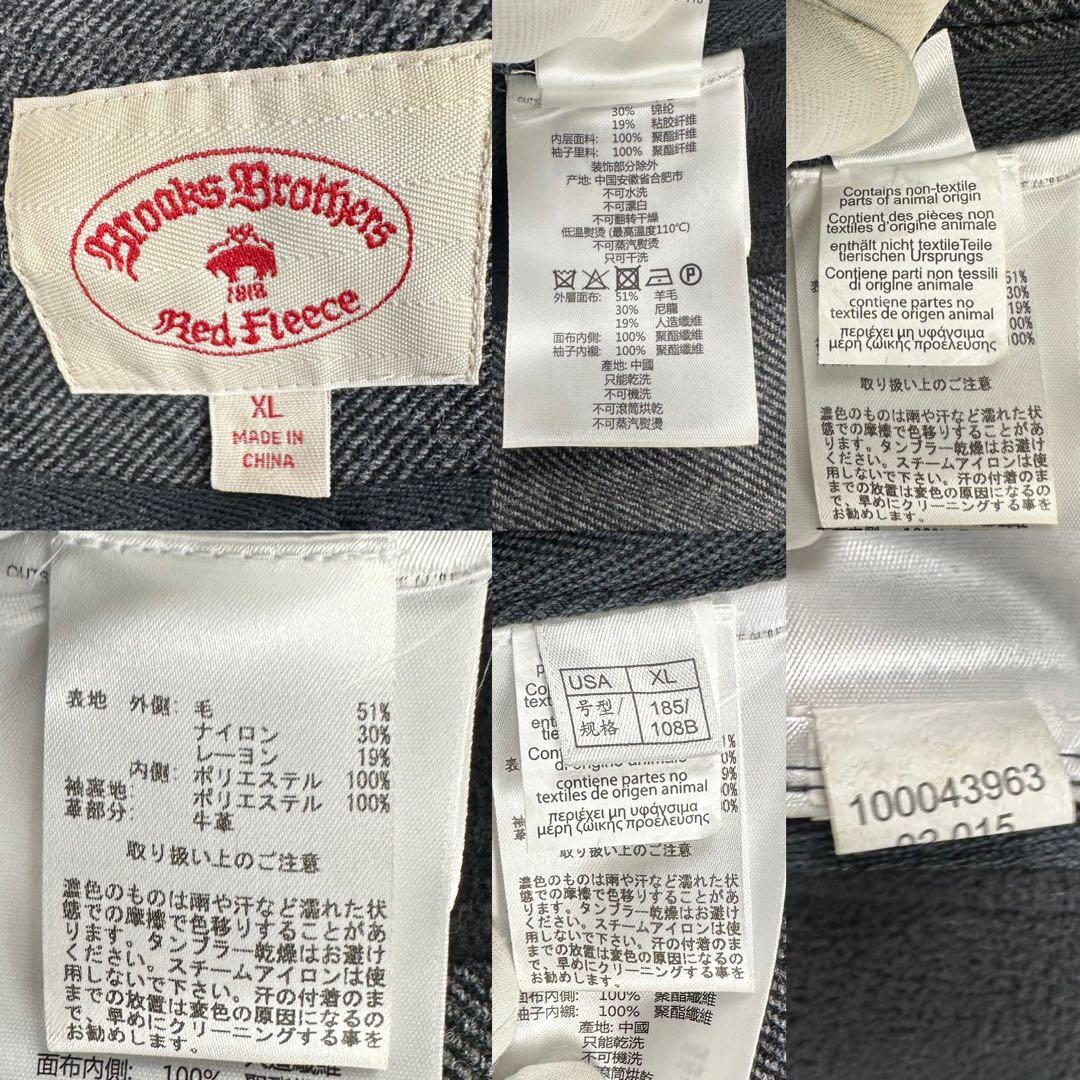 Brooks Brothers
1818
Red Fleece
XL
MADE IN
CHINA
OUTS
30% 锦纶
19% 粘胶纤维
内层面料: 100% 聚酯纤维
袖子里料: 100% 聚酯纤维
装饰部分除外
产地: 中国安徽省合肥市
不可水洗
不可漂白
不可翻转干燥
低温熨烫 (最高温度110℃)
不可蒸汽熨烫
只可干洗
P
外層面布: 51% 羊毛
30% 尼龍
19% 人造纖維
面布內側: 100% 聚酯纖維
袖子內襯: 100% 聚酯纖維
產地: 中國
只能乾洗
不可機洗
不可滾筒烘乾
不可蒸汽熨燙
Contains non-textile
parts of animal origin
Contient des pièces non
textiles d'origine animale
enthält nicht textileTeile
tierischen Ursprungs
Contiene parti non tessili
di origine animale
contiene partes no
textiles de origen animal
περιέχει μη υφάνσιμα
μέρη ζωικής προέλευσης
51%
30%
19%
00%
00%
取り扱い上のご注意
濃色のものは雨や汗など濡れた状
態での摩擦で色移りすることがあ
ります。タンブラー乾燥はお避け
ください。スチームアイロンは使
用しないで下さい。汗の付着のま
までの放置は変色の原因になるの
で、早めにクリーニングする事を
お勧めします。
OUTS
表地 外側: 毛 51%
ナイロン 30%
レーヨン 19%
内側: ポリエステル 100%
袖裏地: ポリエステル 100%
革部分: 牛革
取り扱い上のご注意
濃色のものは雨や汗など濡れた状
態での摩擦で色移りすることがあ
ります。タンブラー乾燥はお避け
ください。スチームアイロンは使
用しないで下さい。汗の付着のま
までの放置は変色の原因になるの
で、早めにクリーニングする事を
お勧めします。
面布內側: 100% 聚酯纖維
USA XL
号型/ 185/
规格 108B
contiene partes no
textiles de origen animal
περιέχει μη υφάνσιμα
μέρη ζωικής προέλευσης
取り扱い上のご注意
濃色のものは雨や汗など濡れた状
態での摩擦で色移りすることがあ
ります。タンブラー乾燥はお避け
ください。スチームアイロンは使
用しないで下さい。汗の付着のま
までの放置は変色の原因になるの
で、早めにクリーニングする事を
お勧めします。
面布內側: 100% 聚酯纖維
袖子內襯: 100% 聚酯纖維
產地: 中國
只能乾洗
不可機洗
不可滾筒烘乾
100043963
02 015